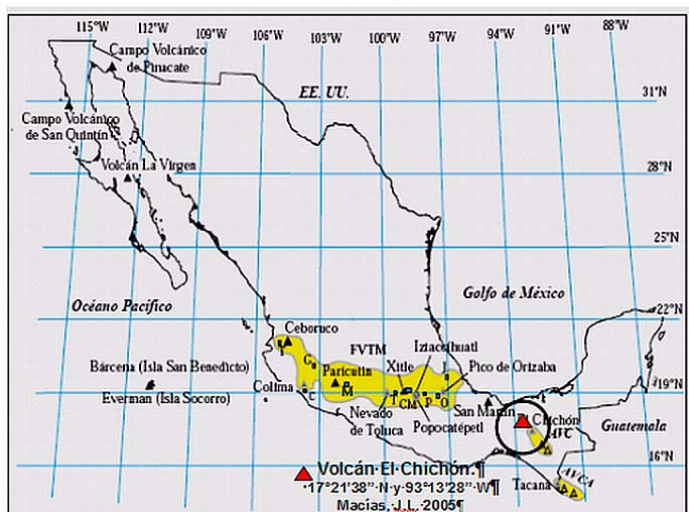 115°W 112°W 109°W 106°W 103°W 100°W 97°W 94°W 91°W 88°W
Campo Volcánico
de Pinacate
EE. UU.
31°N
Campo Volcánico
de San Quintín
Volcán La Virgen
28°N
25°N
Océano Pacífico
Golfo de México
22°N
Ceboruco
FVTM
Iztaccíhuatl
G
Bárcena (Isla San Benedicto)
Paricutín
Xitle
Pico de Orizaba
Colima
C
M
T
CM
P
O
19°N
Everman (Isla Socorro)
Nevado
de Toluca
Popocatépetl
San Martín
Chichón
AVC
Guatemala
16°N
Tacaná
AVCA
Volcán·El·Chichón.¶
·17°21'38"·N·y·93°13'28"·W¶
Macías,·J.L.·2005¶